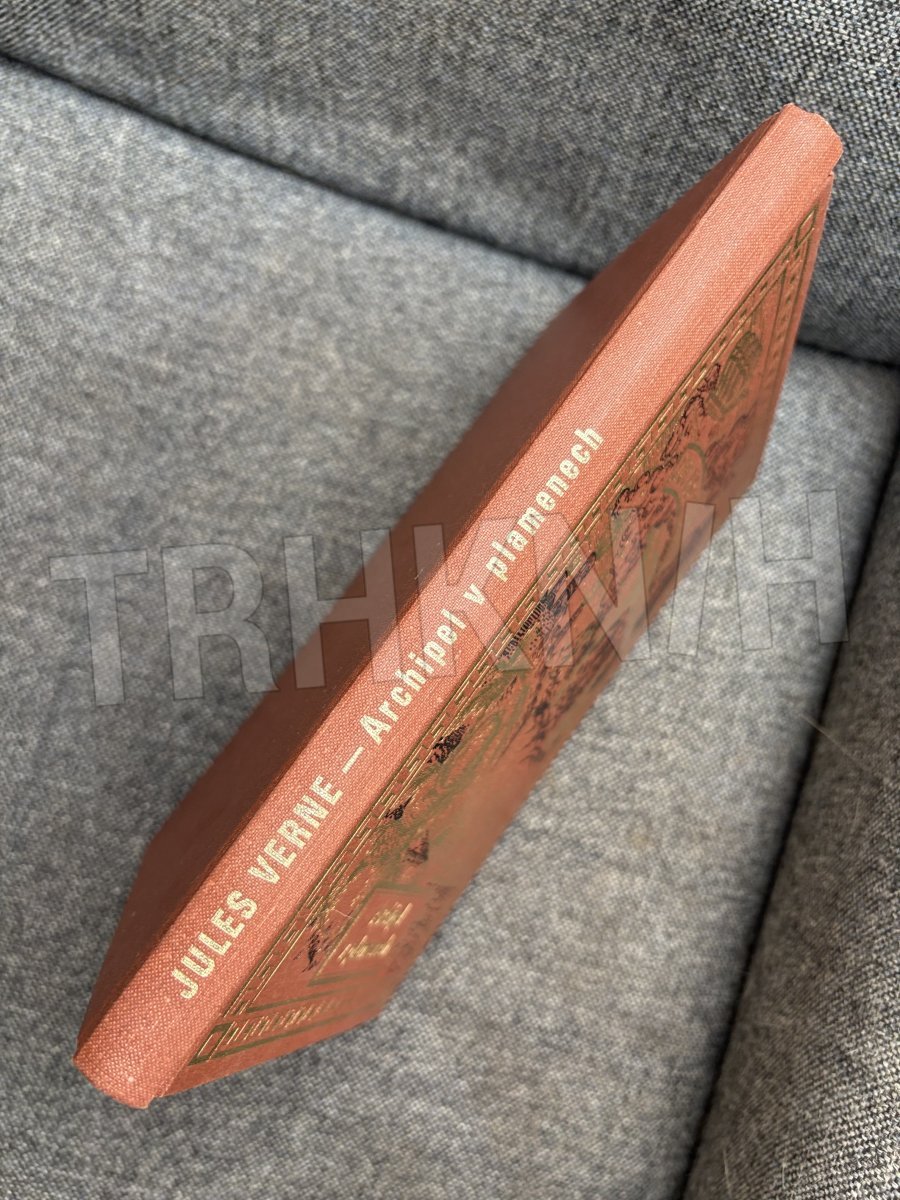 JULES VERNE — Archipel v plamenech
TRHKNIH